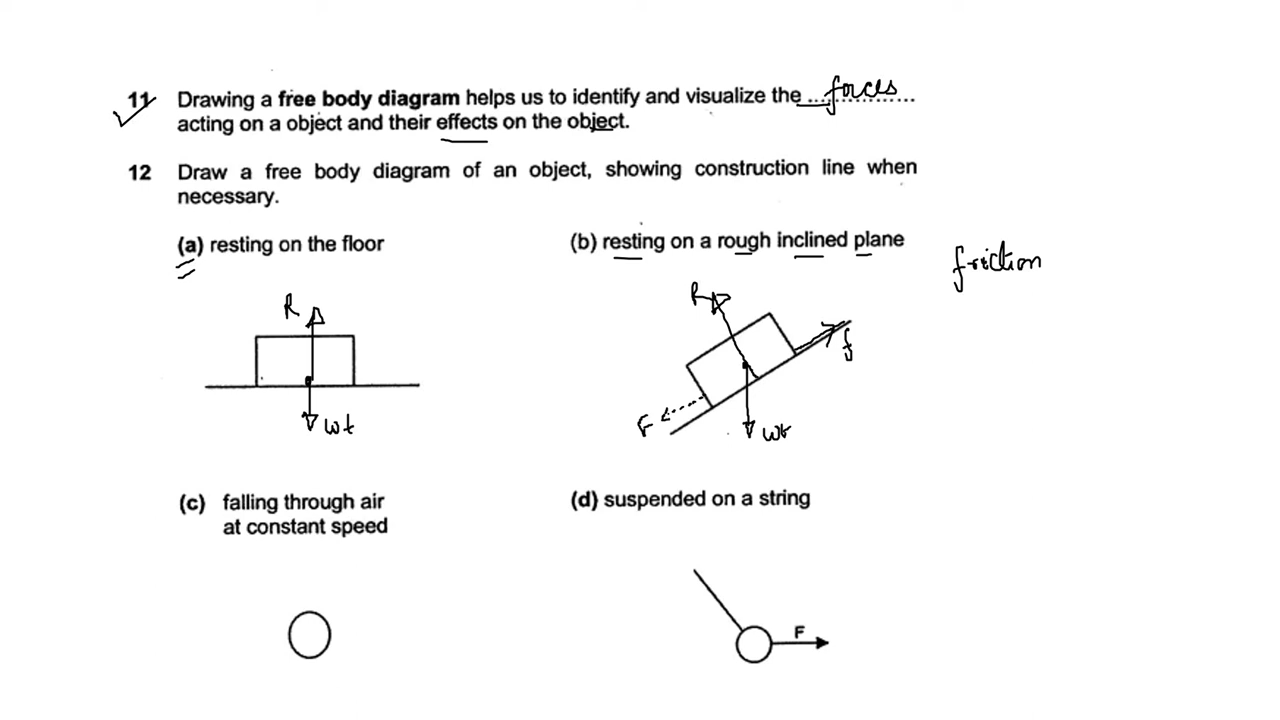 11 Drawing a free body diagram helps us to identify and visualize the ....forces............
acting on a object and their effects on the object.
12 Draw a free body diagram of an object, showing construction line when
necessary.
(a) resting on the floor
(b) resting on a rough inclined plane
friction
R
wt
R
f
F
wt
(c) falling through air
at constant speed
(d) suspended on a string
F